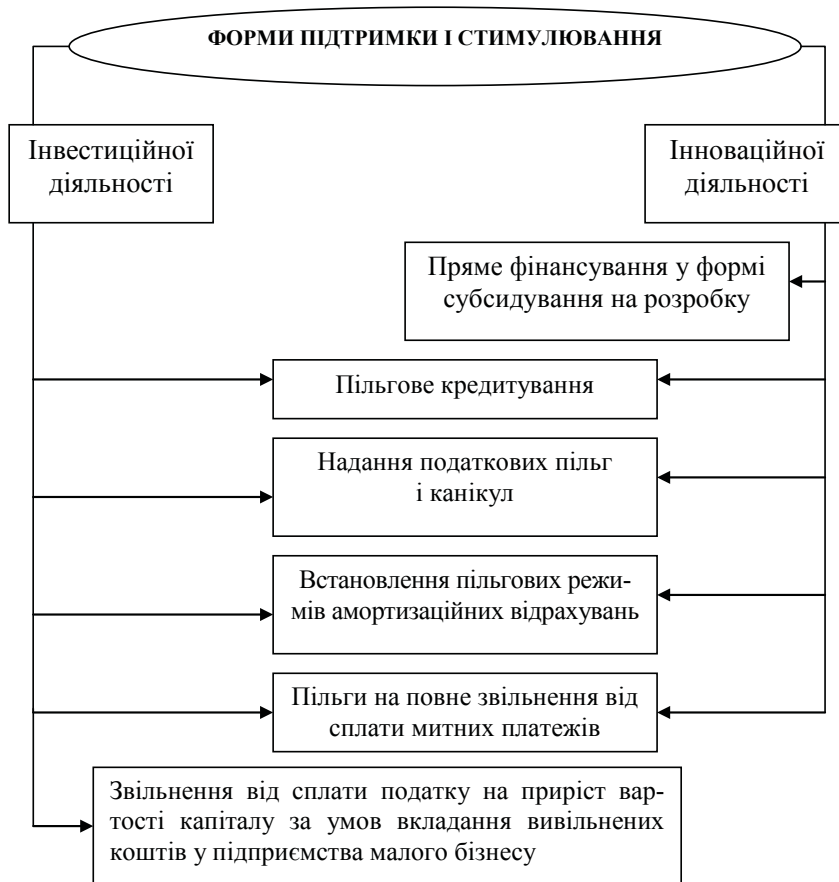 ФОРМИ ПІДТРИМКИ І СТИМУЛЮВАННЯ
Інвестиційної
діяльності
Інноваційної
діяльності
Пряме фінансування у формі
субсидування на розробку
Пільгове кредитування
Надання податкових пільг
і канікул
Встановлення пільгових режи-
мів амортизаційних відрахувань
Пільги на повне звільнення від
сплати митних платежів
Звільнення від сплати податку на приріст вар-
тості капіталу за умов вкладання вивільнених
коштів у підприємства малого бізнесу